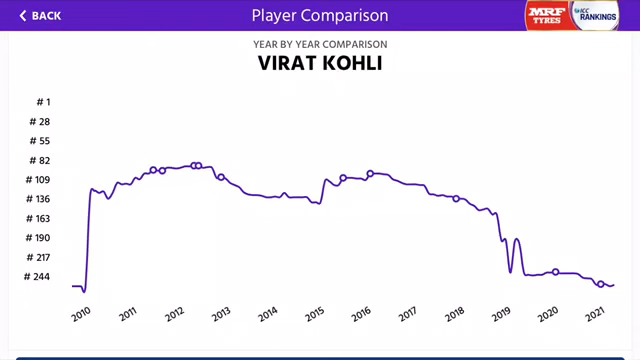 BACK
Player Comparison
MRF
TYRES
ICC
RANKINGS
YEAR BY YEAR COMPARISON
VIRAT KOHLI
# 1
# 28
# 55
# 82
# 109
# 136
# 163
# 190
# 217
# 244
2010
2011
2012
2013
2014
2015
2016
2017
2018
2019
2020
2021